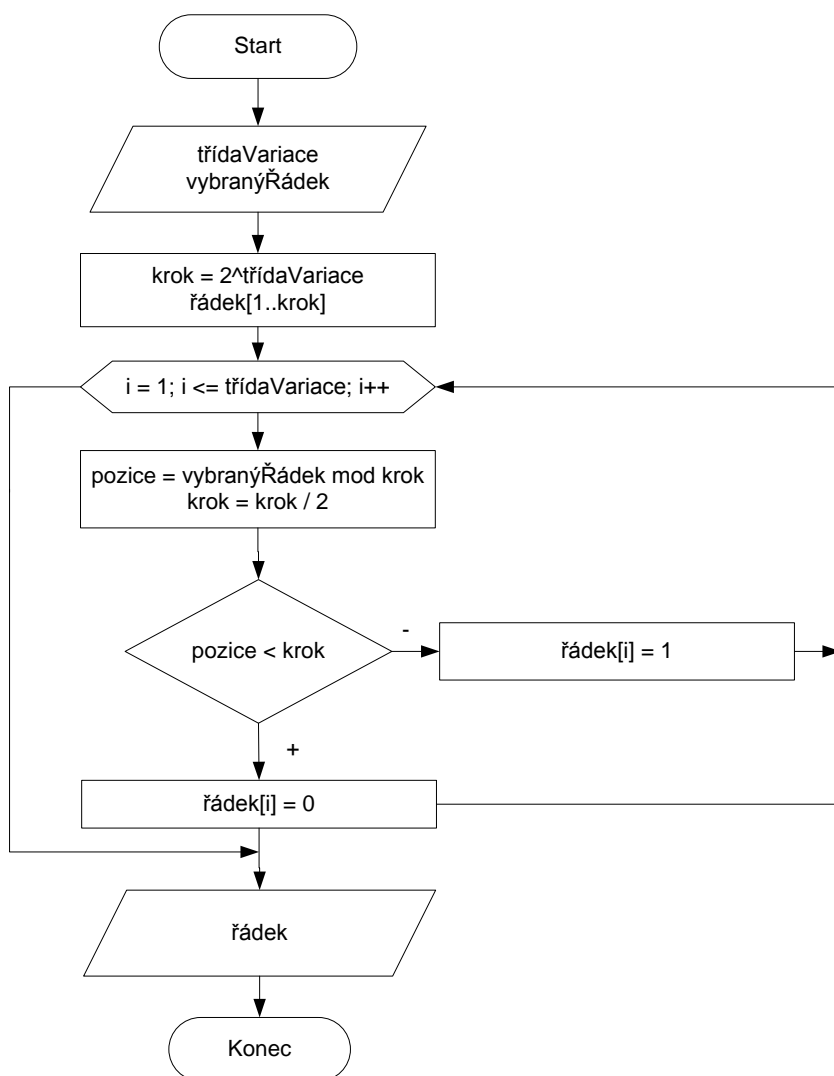 Start
třídaVariace
vybranýŘádek
krok = 2^třídaVariace
řádek[1..krok]
i = 1; i <= třídaVariace; i++
pozice = vybranýŘádek mod krok
krok = krok / 2
pozice < krok
-
řádek[i] = 1
+
řádek[i] = 0
řádek
Konec